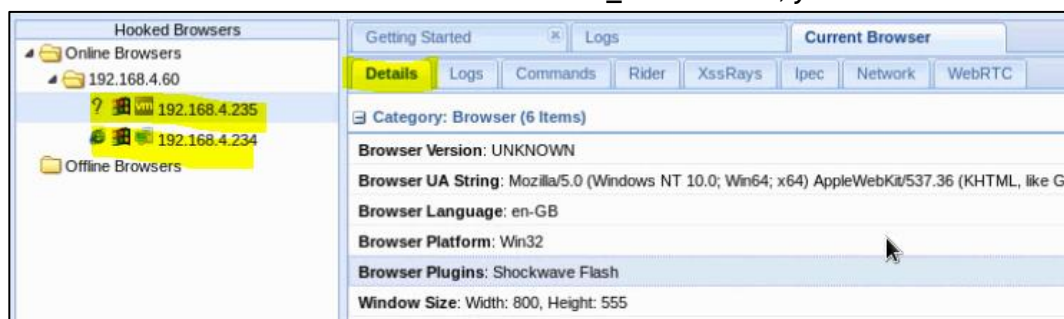 Hooked Browsers
Online Browsers
192.168.4.60
? 192.168.4.235
192.168.4.234
Offline Browsers
Getting Started Logs Current Browser
Details Logs Commands Rider XssRays Ipec Network WebRTC
Category: Browser (6 Items)
Browser Version: UNKNOWN
Browser UA String: Mozilla/5.0 (Windows NT 10.0; Win64; x64) AppleWebKit/537.36 (KHTML, like G
Browser Language: en-GB
Browser Platform: Win32
Browser Plugins: Shockwave Flash
Window Size: Width: 800, Height: 555